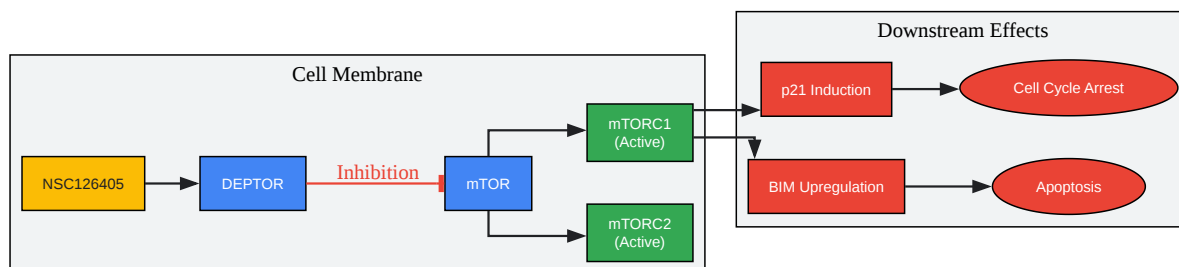 Downstream Effects
Cell Membrane
p21 Induction
Cell Cycle Arrest
mTORC1
(Active)
NSC126405
DEPTOR
Inhibition
mTOR
BIM Upregulation
Apoptosis
mTORC2
(Active)